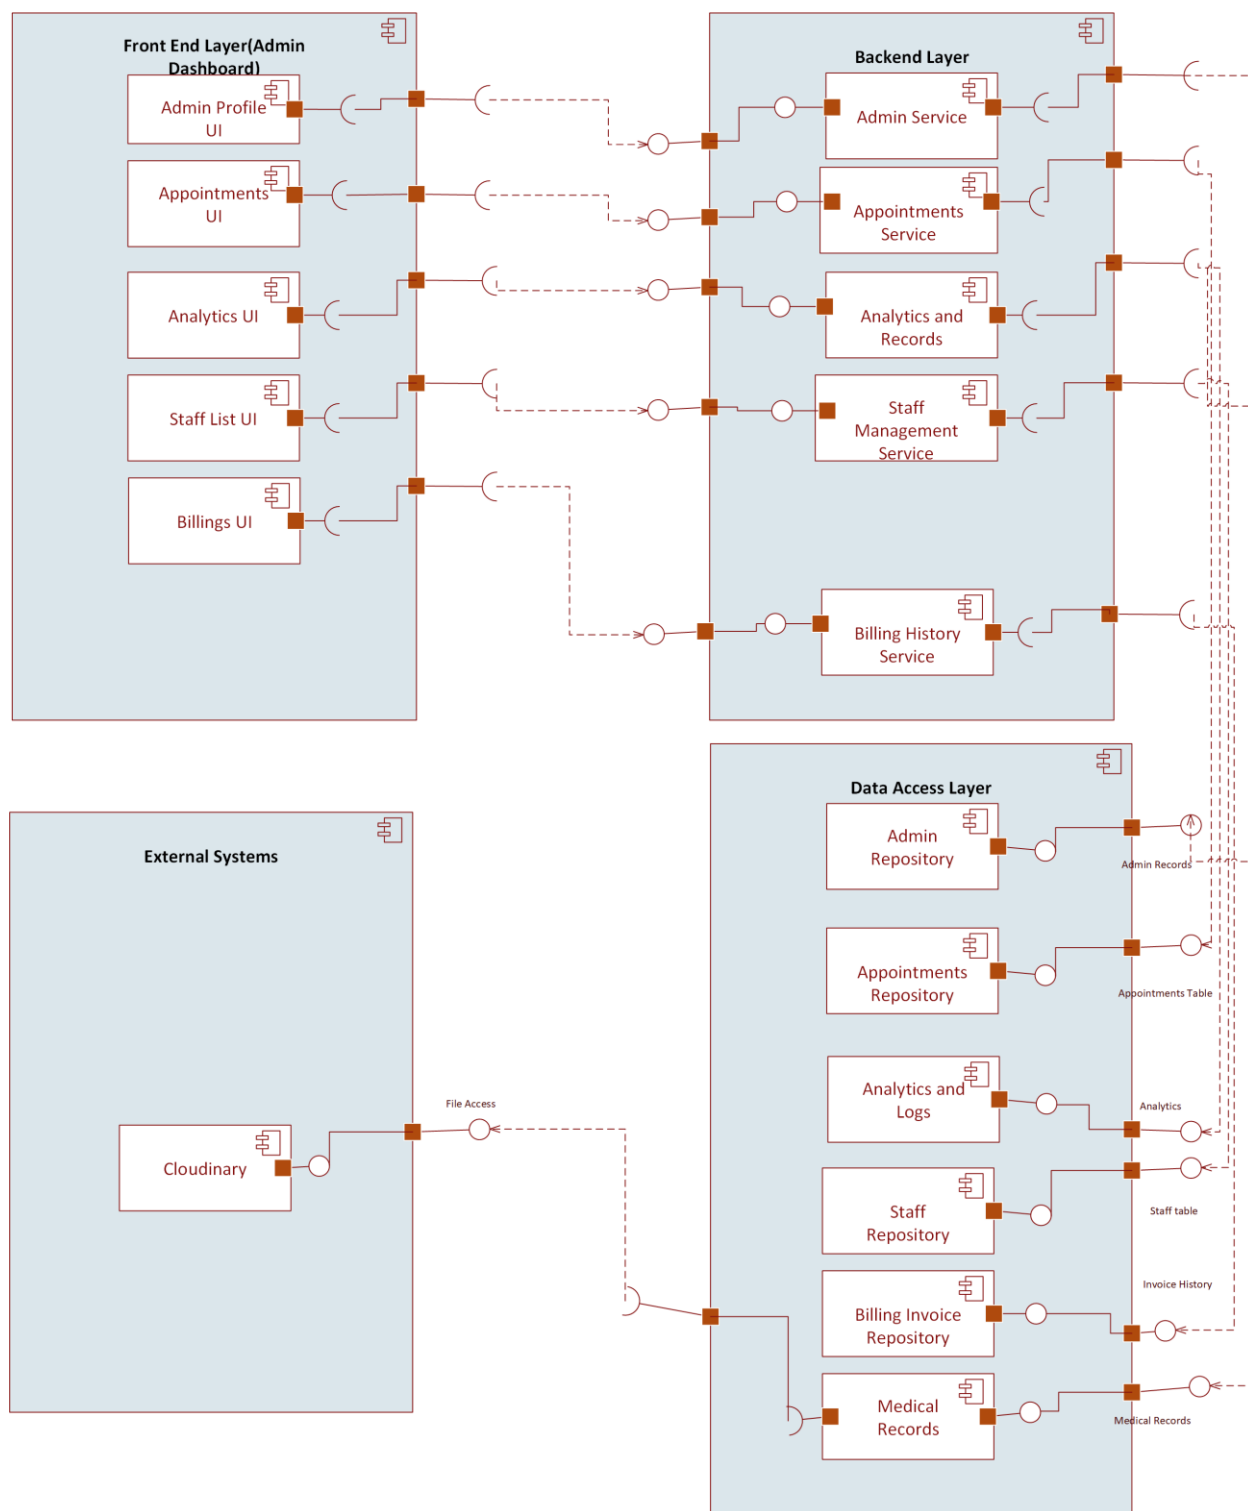 Front End Layer(Admin
Dashboard)
Admin Profile
UI
Appointments
UI
Analytics UI
Staff List UI
Billings UI
Backend Layer
Admin Service
Appointments
Service
Analytics and
Records
Staff
Management
Service
Billing History
Service
External Systems
Cloudinary
File Access
Data Access Layer
Admin
Repository
Admin Records
Appointments
Repository
Appointments Table
Analytics and
Logs
Analytics
Staff
Repository
Staff table
Invoice History
Billing Invoice
Repository
Medical
Records
Medical Records